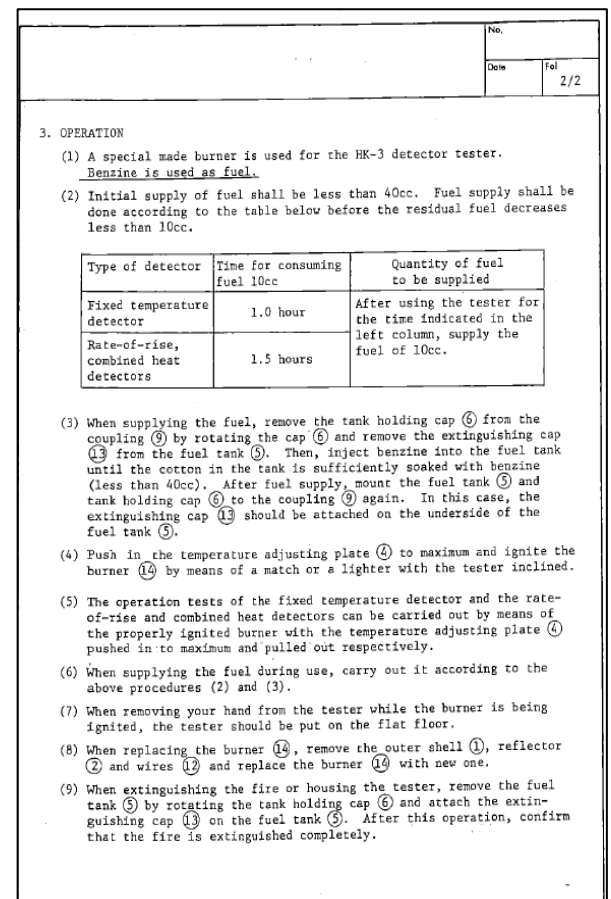 No.
Date
Fol
2/2
3. OPERATION
(1) A special made burner is used for the HK-3 detector tester.
Benzine is used as fuel.
(2) Initial supply of fuel shall be less than 40cc. Fuel supply shall be
done according to the table below before the residual fuel decreases
less than 10cc.
Type of detector
Time for consuming
fuel 10cc
Quantity of fuel
to be supplied
Fixed temperature
detector
1.0 hour
After using the tester for
the time indicated in the
left column, supply the
fuel of 10cc.
Rate-of-rise,
combined heat
detectors
1.5 hours
(3) When supplying the fuel, remove the tank holding cap ⑥ from the
coupling ⑨ by rotating the cap ⑥ and remove the extinguishing cap
⑬ from the fuel tank ⑤. Then, inject benzine into the fuel tank
until the cotton in the tank is sufficiently soaked with benzine
(less than 40cc). After fuel supply, mount the fuel tank ⑤ and
tank holding cap ⑥ to the coupling ⑨ again. In this case, the
extinguishing cap ⑬ should be attached on the underside of the
fuel tank ⑤.
(4) Push in the temperature adjusting plate ④ to maximum and ignite the
burner ⑭ by means of a match or a lighter with the tester inclined.
(5) The operation tests of the fixed temperature detector and the rate-
of-rise and combined heat detectors can be carried out by means of
the properly ignited burner with the temperature adjusting plate ④
pushed in to maximum and pulled out respectively.
(6) When supplying the fuel during use, carry out it according to the
above procedures (2) and (3).
(7) When removing your hand from the tester while the burner is being
ignited, the tester should be put on the flat floor.
(8) When replacing the burner ⑭, remove the outer shell ①, reflector
② and wires ⑫ and replace the burner ⑭ with new one.
(9) When extinguishing the fire or housing the tester, remove the fuel
tank ⑤ by rotating the tank holding cap ⑥ and attach the extin-
guishing cap ⑬ on the fuel tank ⑤. After this operation, confirm
that the fire is extinguished completely.